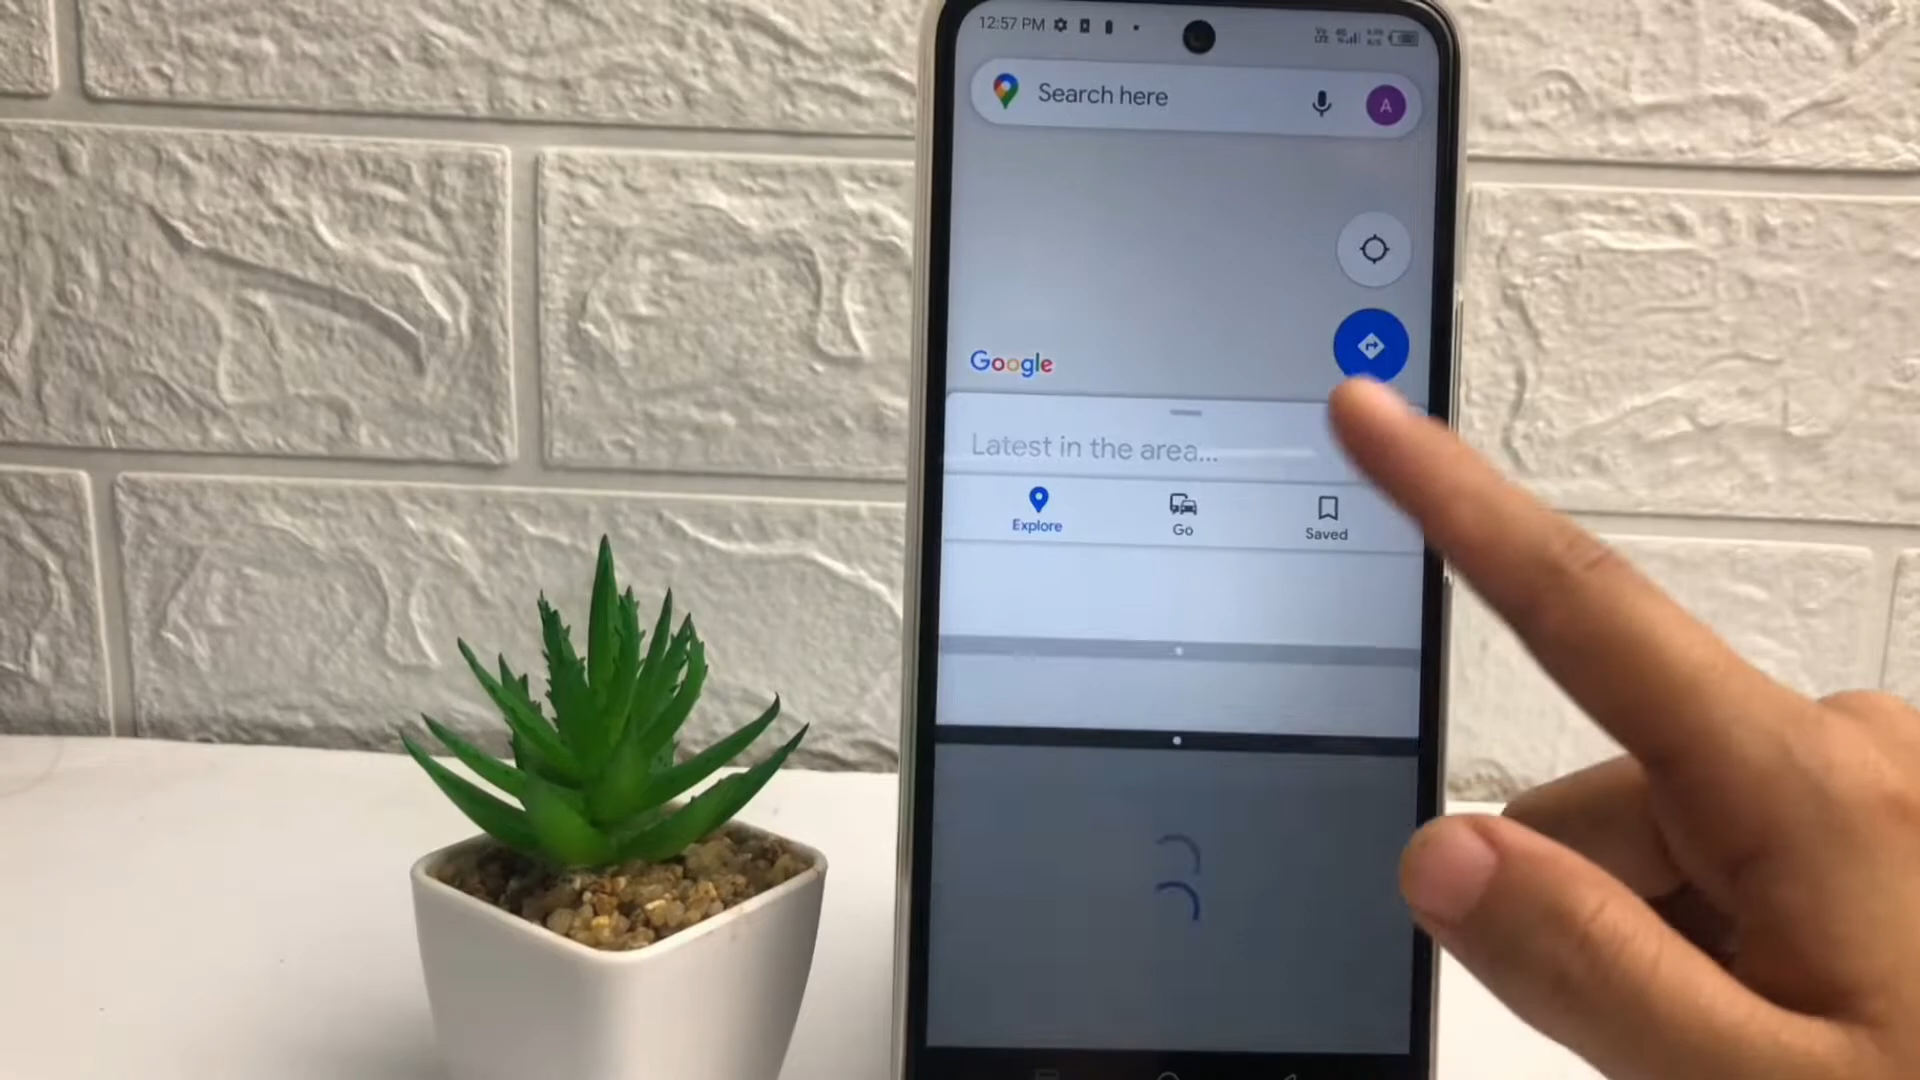 12:57 PM
Search here
A
Google
Latest in the area...
Explore
Go
Saved